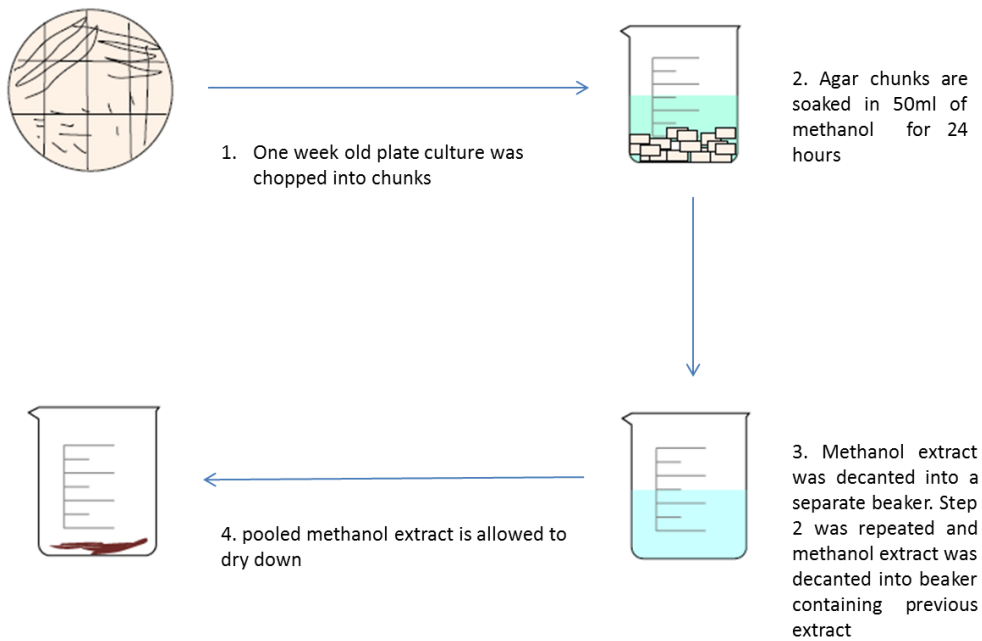 1. One week old plate culture was
chopped into chunks
2. Agar chunks are
soaked in 50ml of
methanol for 24
hours
3. Methanol extract
was decanted into a
separate beaker. Step
2 was repeated and
methanol extract was
decanted into beaker
containing previous
extract
4. pooled methanol extract is allowed to
dry down